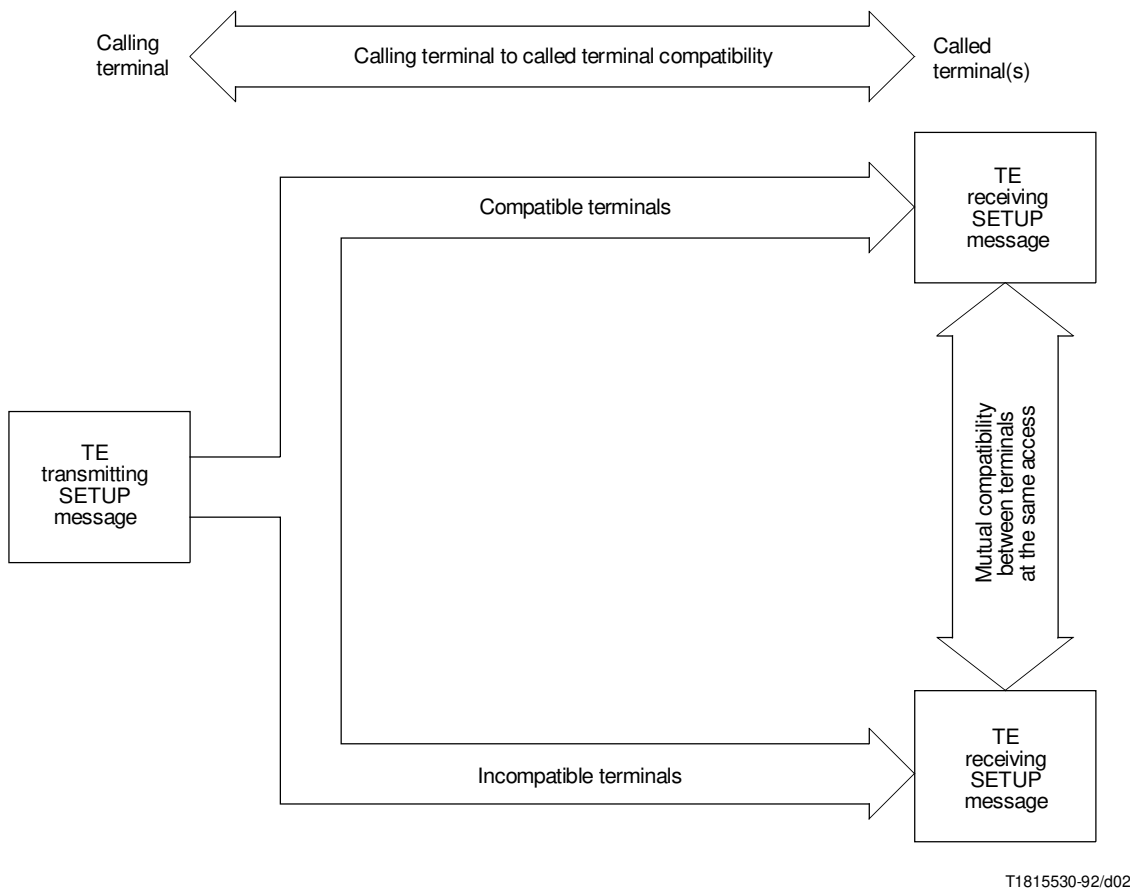 Calling
terminal
Calling terminal to called terminal compatibility
Called
terminal(s)
Compatible terminals
TE
receiving
SETUP
message
TE
transmitting
SETUP
message
Mutual compatibility
between terminals
at the same access
Incompatible terminals
TE
receiving
SETUP
message
T1815530-92/d02